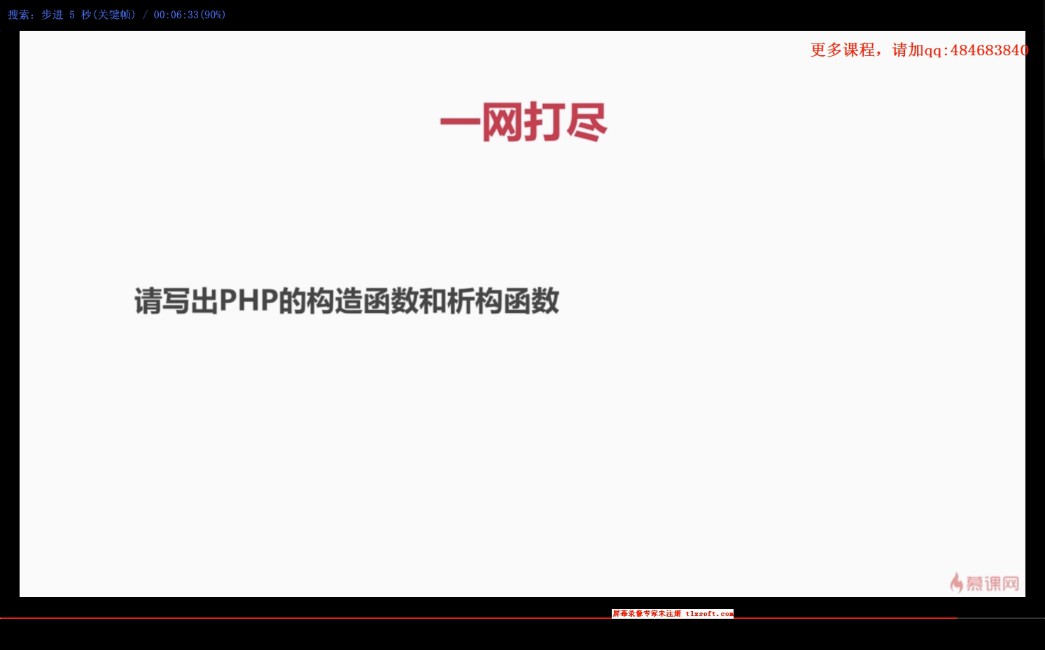 搜索: 步进 5 秒(关键帧) / 00:06:33(90%)
更多课程，请加qq:484683840
一网打尽
请写出PHP的构造函数和析构函数
慕课网
屏幕录像专家未注册 tlxsoft.com